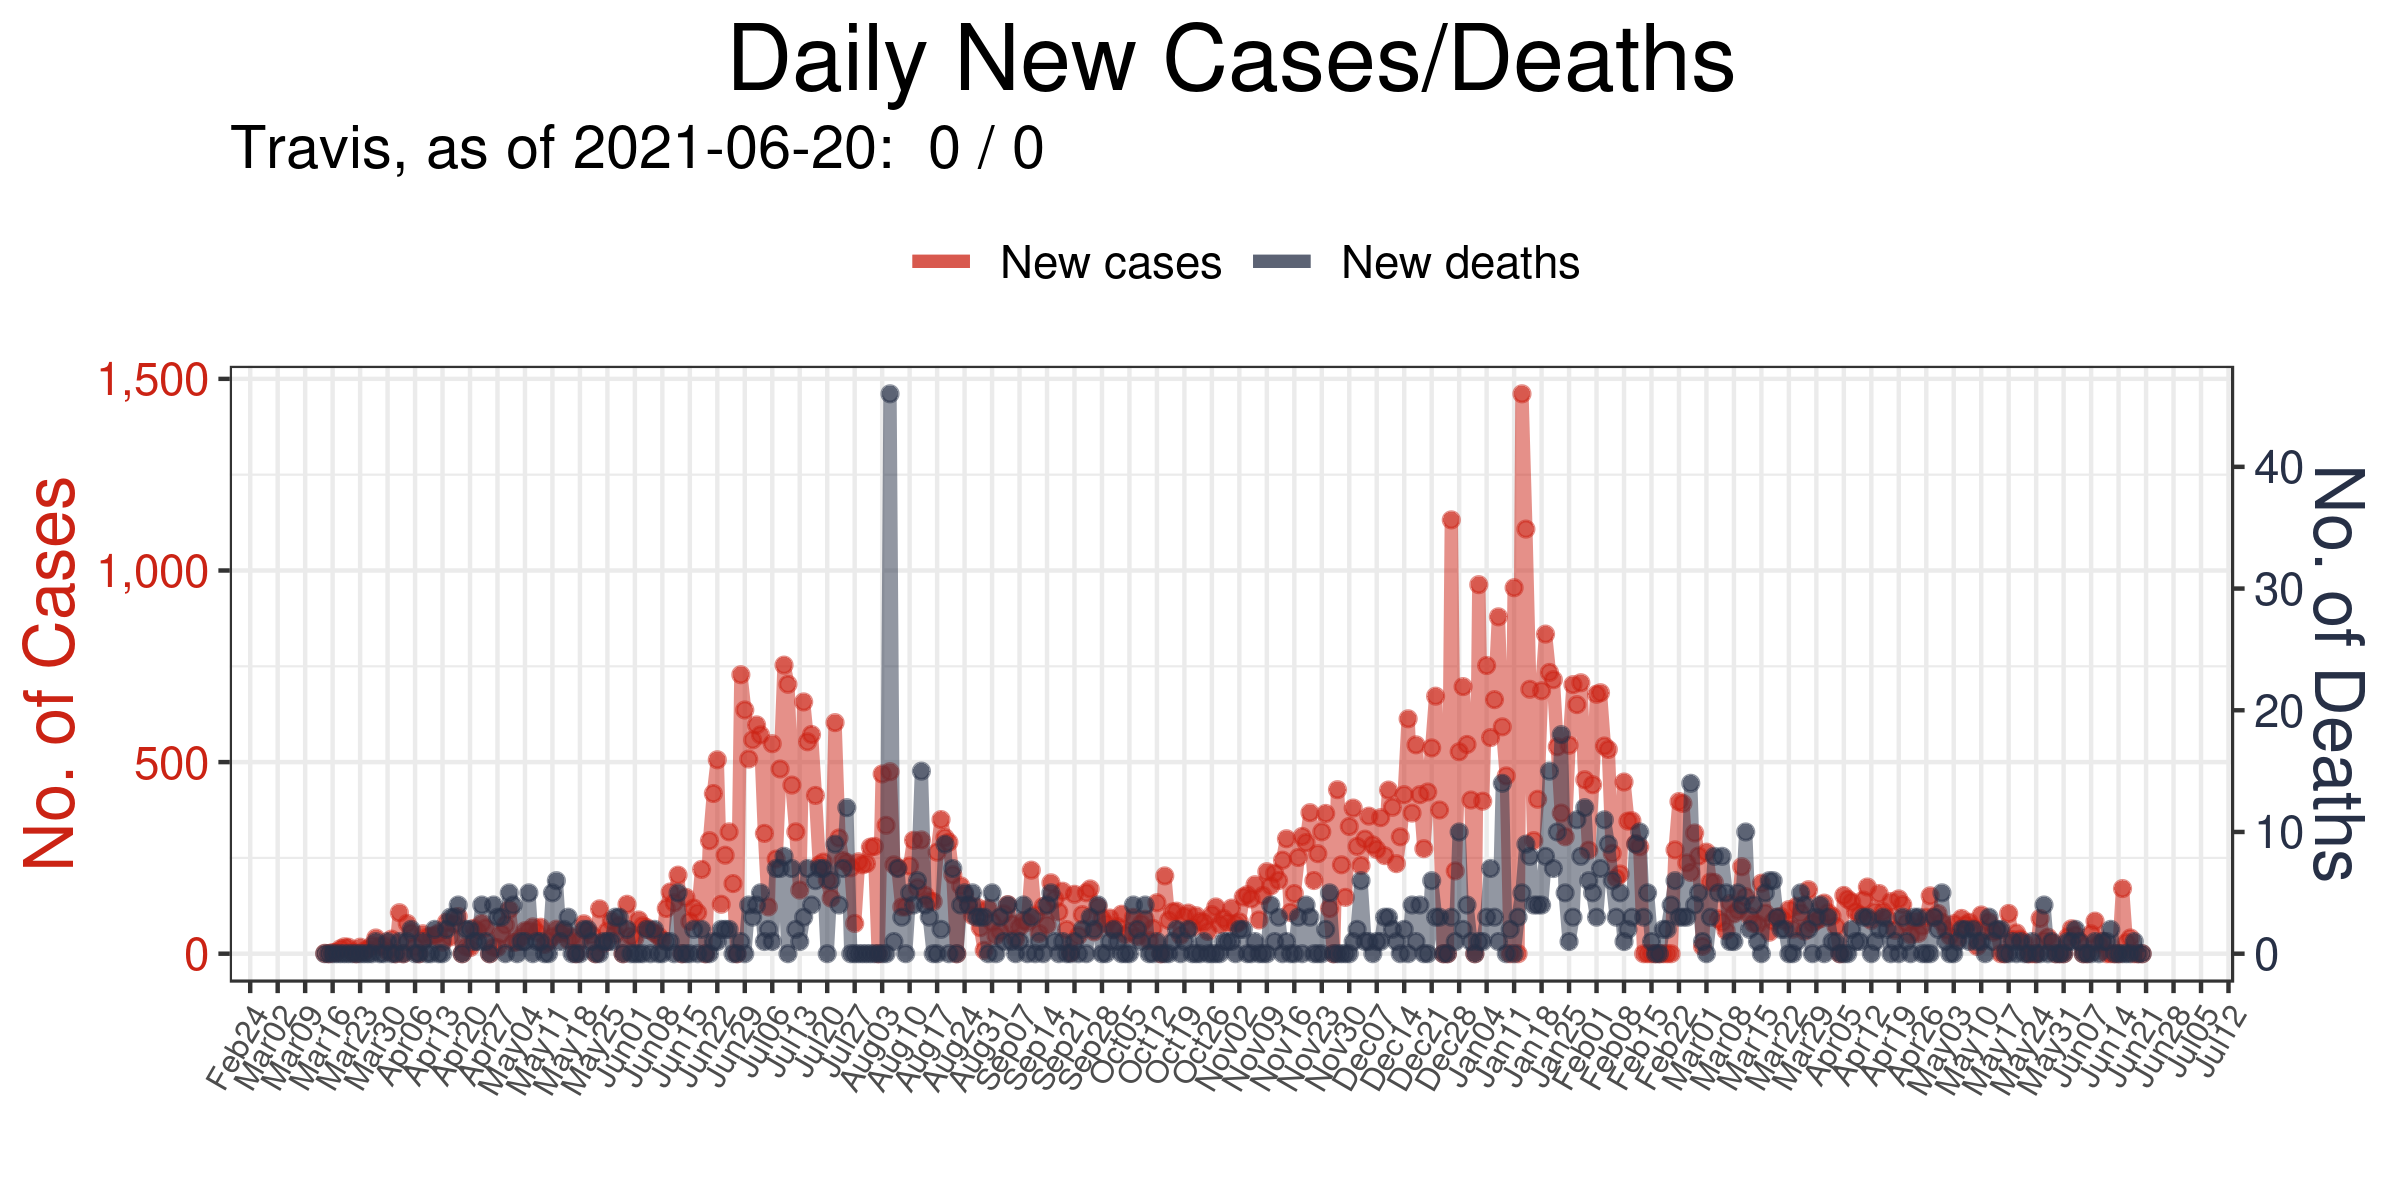 Daily New Cases/Deaths
Travis, as of 2021-06-20: 0 / 0
New cases
New deaths
No. of Cases
1,500
1,000
500
0
No. of Deaths
40
30
20
10
0
Feb24
Mar02
Mar09
Mar16
Mar23
Mar30
Apr06
Apr13
Apr20
Apr27
May04
May11
May18
May25
Jun01
Jun08
Jun15
Jun22
Jun29
Jul06
Jul13
Jul20
Jul27
Aug03
Aug10
Aug17
Aug24
Aug31
Sep07
Sep14
Sep21
Sep28
Oct05
Oct12
Oct19
Oct26
Nov02
Nov09
Nov16
Nov23
Nov30
Dec07
Dec14
Dec21
Dec28
Jan04
Jan11
Jan18
Jan25
Feb01
Feb08
Feb15
Feb22
Mar01
Mar08
Mar15
Mar22
Mar29
Apr05
Apr12
Apr19
Apr26
May03
May10
May17
May24
May31
Jun07
Jun14
Jun21
Jun28
Jul05
Jul12